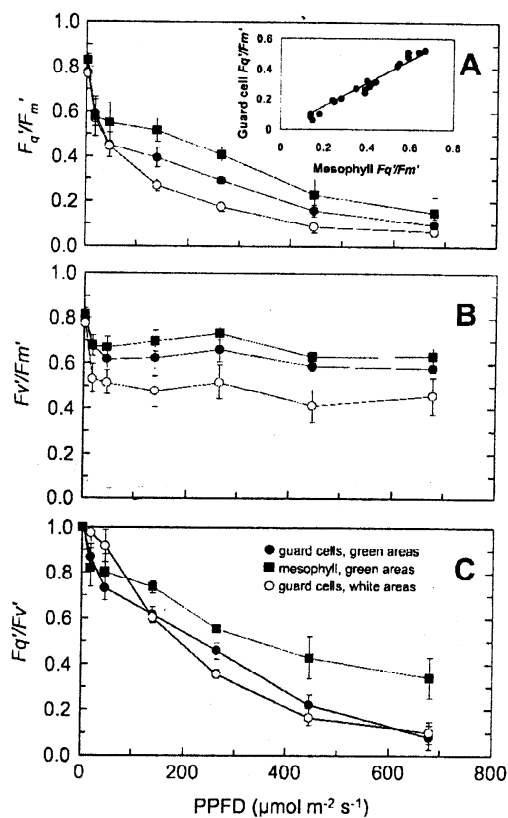 A
Fq'/Fm'
1.0
0.8
0.6
0.4
0.2
0.0
Guard cell Fq'/Fm'
0.6
0.4
0.2
0
0 0.2 0.4 0.6 0.8
Mesophyll Fq'/Fm'
B
Fv'/Fm'
1.0
0.8
0.6
0.4
0.2
0.0
C
Fq'/Fv'
1.0
0.8
0.6
0.4
0.2
0.0
guard cells, green areas
mesophyll, green areas
guard cells, white areas
0 200 400 600 800
PPFD (μmol m⁻² s⁻¹)